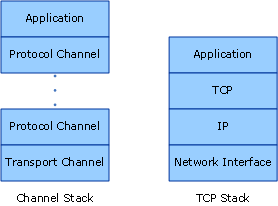 Application
Protocol Channel
Protocol Channel
Transport Channel
Channel Stack
Application
TCP
IP
Network Interface
TCP Stack